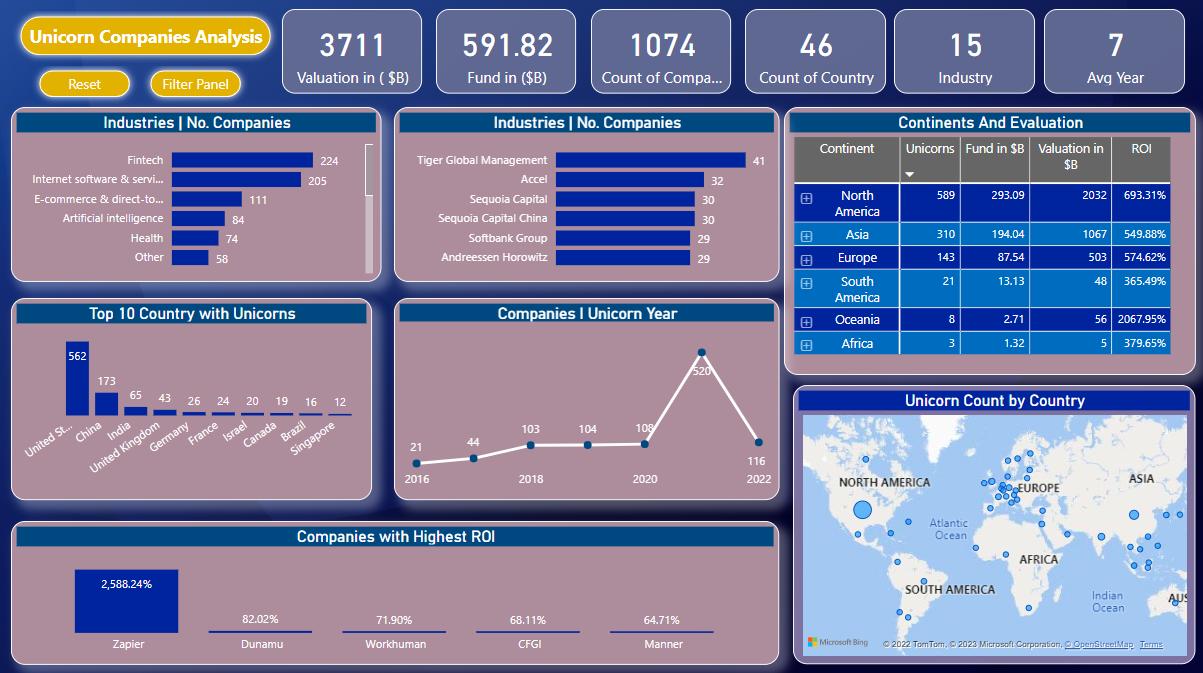 Unicorn Companies Analysis
Reset
Filter Panel
3711
Valuation in ( $B)
591.82
Fund in ($B)
1074
Count of Compa...
46
Count of Country
15
Industry
7
Avg Year
Industries | No. Companies
Fintech 224
Internet software & servi... 205
E-commerce & direct-to... 111
Artificial intelligence 84
Health 74
Other 58
Industries | No. Companies
Tiger Global Management 41
Accel 32
Sequoia Capital 30
Sequoia Capital China 30
Softbank Group 29
Andreessen Horowitz 29
Continents And Evaluation
Continent Unicorns Fund in $B Valuation in $B ROI
North America 589 293.09 2032 693.31%
Asia 310 194.04 1067 549.88%
Europe 143 87.54 503 574.62%
South America 21 13.13 48 365.49%
Oceania 8 2.71 56 2067.95%
Africa 3 1.32 5 379.65%
Top 10 Country with Unicorns
562 173 65 43 26 24 20 19 16 12
United St... China India United Kingdom Germany France Israel Canada Brazil Singapore
Companies | Unicorn Year
21 44 103 104 108 520 116
2016 2018 2020 2022
Unicorn Count by Country
NORTH AMERICA
EUROPE
ASIA
Atlantic
Ocean
AFRICA
SOUTH AMERICA
Indian
Ocean
AUS
Microsoft Bing
© 2022 TomTom, © 2023 Microsoft Corporation, © OpenStreetMap Terms
Companies with Highest ROI
2,588.24% 82.02% 71.90% 68.11% 64.71%
Zapier Dunamu Workhuman CFGI Manner